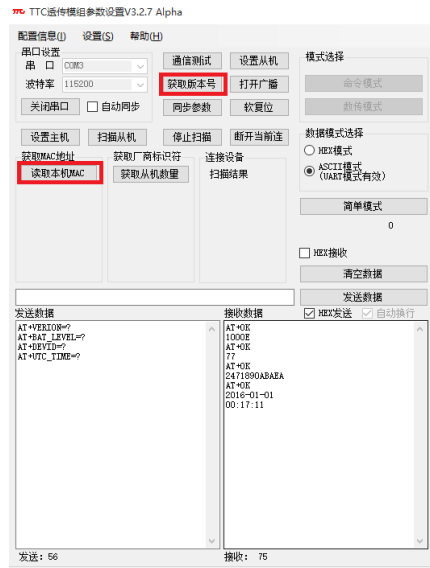 TTC透传模组参数设置V3.2.7 Alpha
配置信息(I) 设置(S) 帮助(H)
串口设置
串 口 COM3
波特率 115200
关闭串口 自动同步
通信测试 设置从机
获取版本号 打开广播
同步参数 软复位
模式选择
命令模式
数传模式
设置主机 扫描从机 停止扫描 断开当前连
获取MAC地址
读取本机MAC
获取厂商标识符
获取从机数量
连接设备
扫描结果
数据模式选择
HEX模式
ASCII模式
(UART模式有效)
简单模式
0
HEX接收
清空数据
发送数据
发送数据
接收数据
HEX发送 自动换行
AT+VERION=?
AT+BAT_LEVEL=?
AT+DEVID=?
AT+UTC_TIME=?
AT+OK
1000E
AT+OK
77
AT+OK
2471890ABAEA
AT+OK
2016-01-01
00:17:11
发送: 56
接收: 75